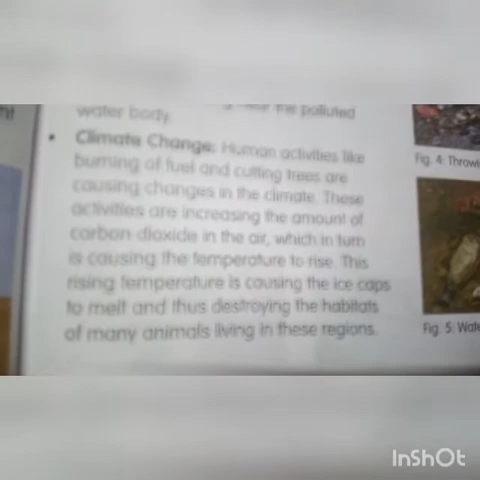 water body.
the polluted
• Climate Change: Human activities like
burning of fuel and cutting trees are
causing changes in the climate. These
activities are increasing the amount of
carbon dioxide in the air, which in turn
is causing the temperature to rise. This
rising temperature is causing the ice caps
to melt and thus destroying the habitats
of many animals living in these regions.
Fig. 4: Throwi
Fig. 5: Wate
InShOt